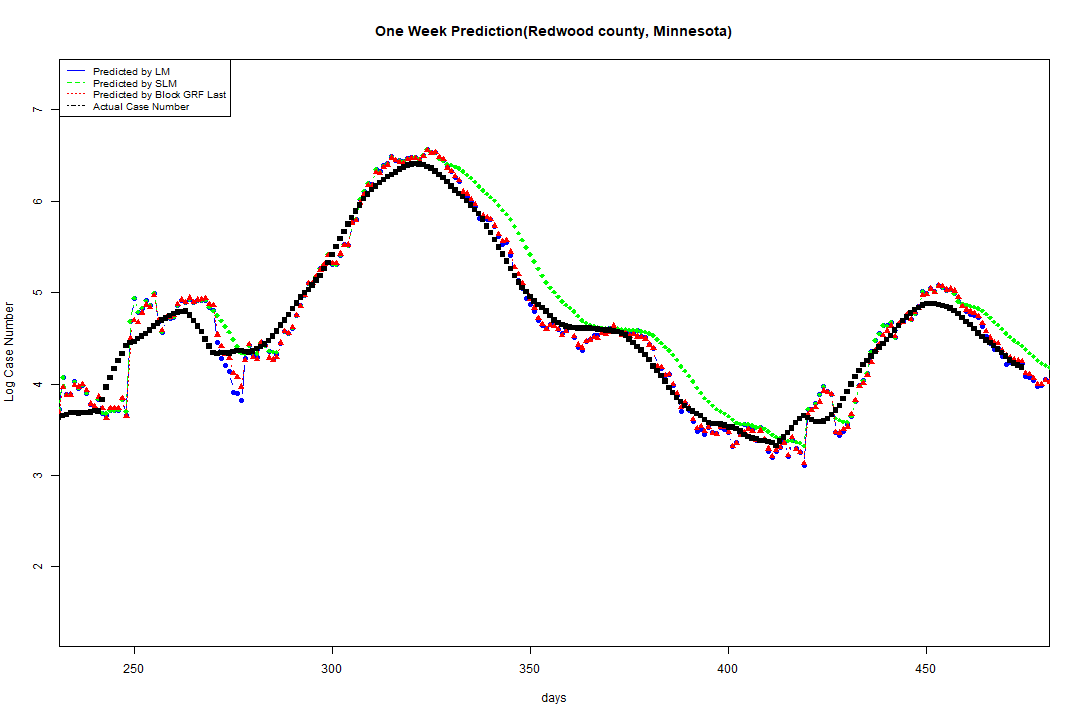 One Week Prediction(Redwood county, Minnesota)
Predicted by LM
Predicted by SLM
Predicted by Block GRF Last
Actual Case Number
Log Case Number
7
6
5
4
3
2
250 300 350 400 450
days